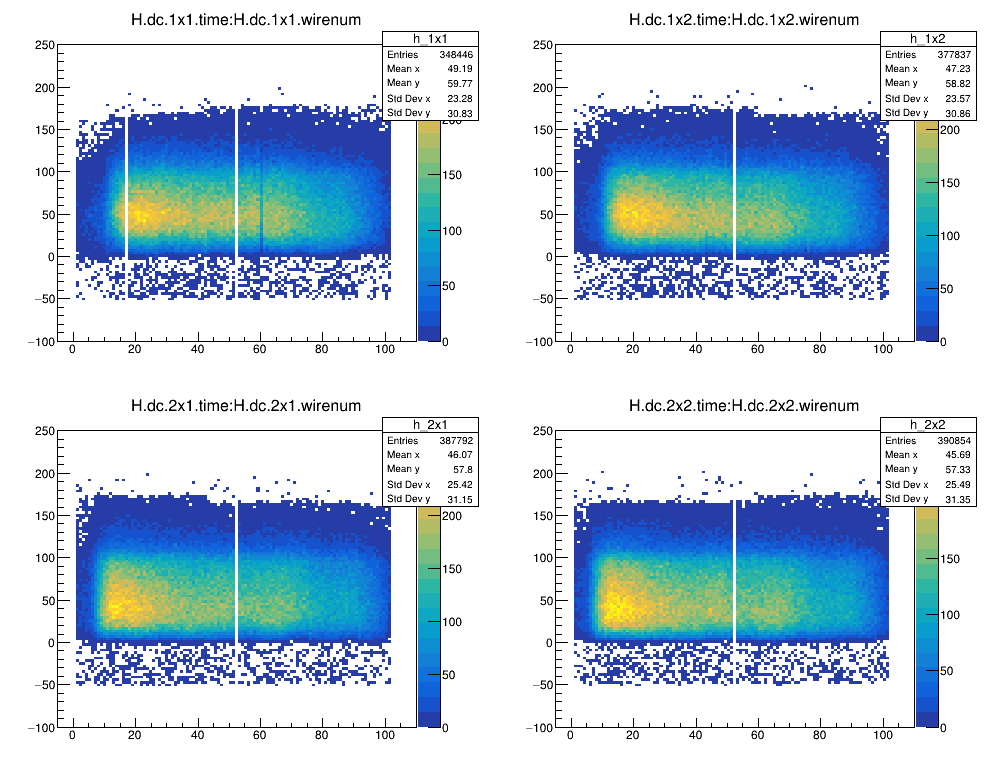 H.dc.1x1.time:H.dc.1x1.wirenum
h_1x1
Entries 348446
Mean x 49.19
Mean y 59.77
Std Dev x 23.28
Std Dev y 30.83
250
200
150
100
50
0
−50
−100
0 20 40 60 80 100
200
150
100
50
0
H.dc.1x2.time:H.dc.1x2.wirenum
h_1x2
Entries 377837
Mean x 47.23
Mean y 58.82
Std Dev x 23.57
Std Dev y 30.86
250
200
150
100
50
0
−50
−100
0 20 40 60 80 100
200
150
100
50
0
H.dc.2x1.time:H.dc.2x1.wirenum
h_2x1
Entries 387792
Mean x 46.07
Mean y 57.8
Std Dev x 25.42
Std Dev y 31.15
250
200
150
100
50
0
−50
−100
0 20 40 60 80 100
200
150
100
50
0
H.dc.2x2.time:H.dc.2x2.wirenum
h_2x2
Entries 390854
Mean x 45.69
Mean y 57.33
Std Dev x 25.49
Std Dev y 31.35
250
200
150
100
50
0
−50
−100
0 20 40 60 80 100
150
100
50
0